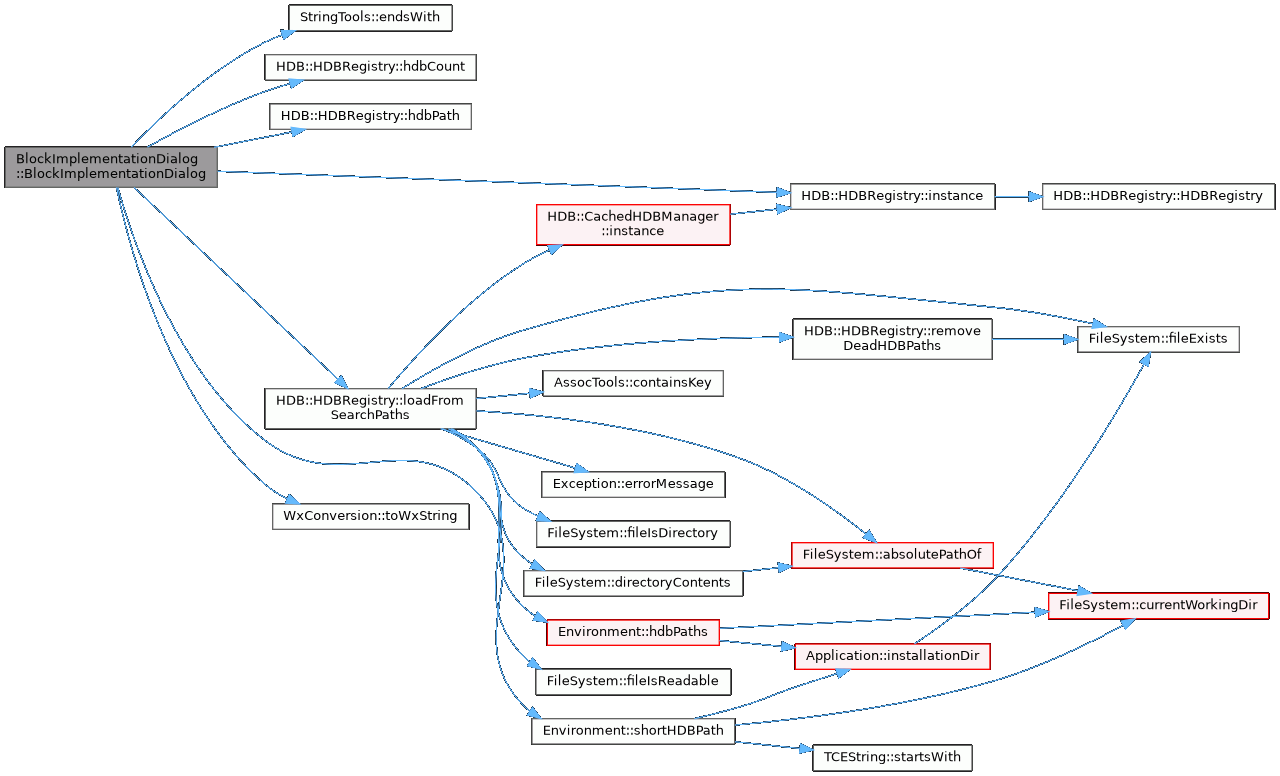 StringTools::endsWith
HDB::HDBRegistry::hdbCount
HDB::HDBRegistry::hdbPath
BlockImplementationDialog
::BlockImplementationDialog
HDB::HDBRegistry::instance
HDB::HDBRegistry::HDBRegistry
HDB::CachedHDBManager
::instance
HDB::HDBRegistry::remove
DeadHDBPaths
FileSystem::fileExists
AssocTools::containsKey
HDB::HDBRegistry::loadFrom
SearchPaths
Exception::errorMessage
WxConversion::toWxString
FileSystem::fileIsDirectory
FileSystem::absolutePathOf
FileSystem::directoryContents
FileSystem::currentWorkingDir
Environment::hdbPaths
Application::installationDir
FileSystem::fileIsReadable
Environment::shortHDBPath
TCEString::startsWith